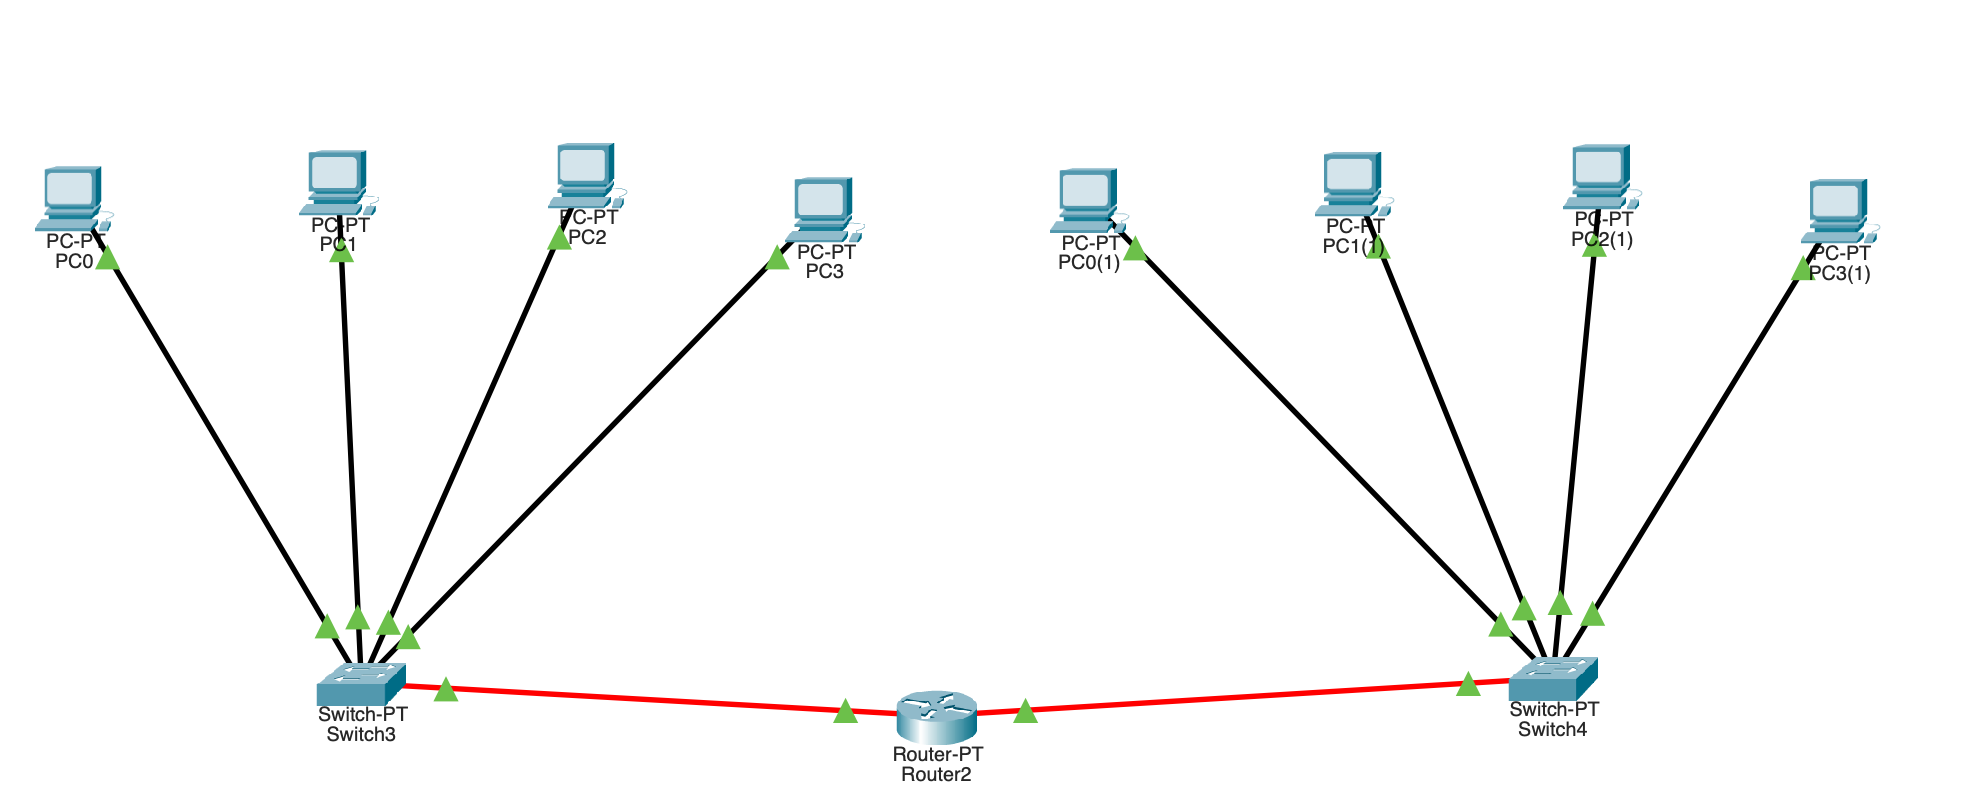 PC-PT
PC0
PC-PT
PC1
PC-PT
PC2
PC-PT
PC3
PC-PT
PC0(1)
PC-PT
PC1(1)
PC-PT
PC2(1)
PC-PT
PC3(1)
Switch-PT
Switch3
Router-PT
Router2
Switch-PT
Switch4